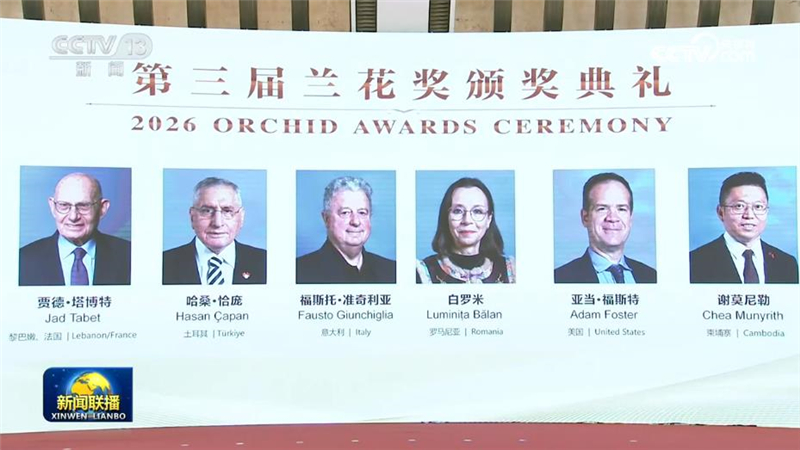 CCTV 13
新闻
第三届兰花奖颁奖典礼
2026 ORCHID AWARDS CEREMONY
贾德·塔博特
Jad Tabet
黎巴嫩、法国 | Lebanon/France
哈桑·恰庞
Hasan Çapan
土耳其 | Türkiye
福斯托·准奇利亚
Fausto Giunchiglia
意大利 | Italy
白罗米
Luminița Bălan
罗马尼亚 | Romania
亚当·福斯特
Adam Foster
美国 | United States
谢莫尼勒
Chea Munyrith
柬埔寨 | Cambodia
新闻联播
XINWEN LIANBO